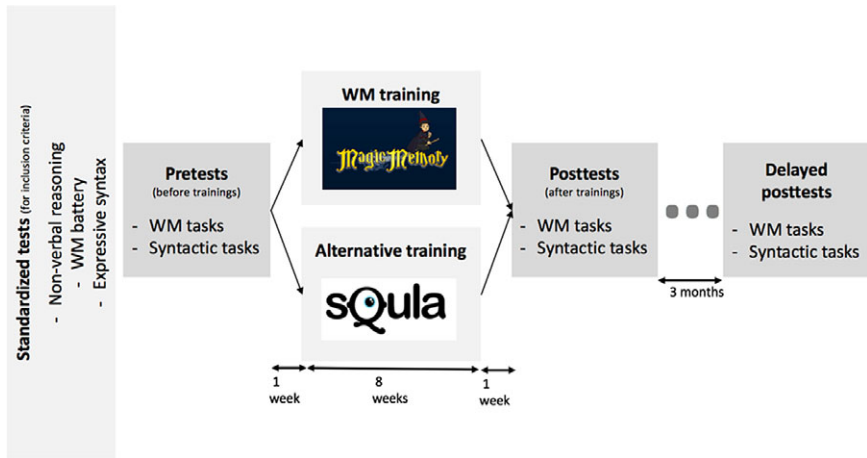 Standardized tests (for inclusion criteria)
- Non-verbal reasoning
- WM battery
- Expressive syntax
Pretests
(before trainings)
- WM tasks
- Syntactic tasks
WM training
Magic Memory
Alternative training
sQula
Posttests
(after trainings)
- WM tasks
- Syntactic tasks
Delayed
posttests
- WM tasks
- Syntactic tasks
3 months
1
week
8
weeks
1
week